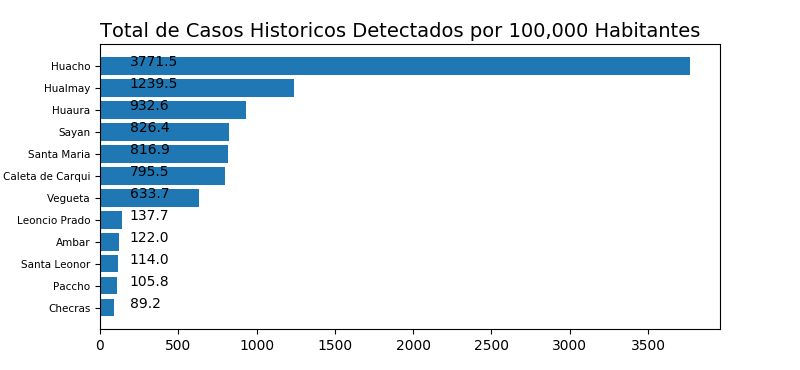 Total de Casos Historicos Detectados por 100,000 Habitantes
Huacho 3771.5
Hualmay 1239.5
Huaura 932.6
Sayan 826.4
Santa Maria 816.9
Caleta de Carqui 795.5
Vegueta 633.7
Leoncio Prado 137.7
Ambar 122.0
Santa Leonor 114.0
Paccho 105.8
Checras 89.2
0 500 1000 1500 2000 2500 3000 3500